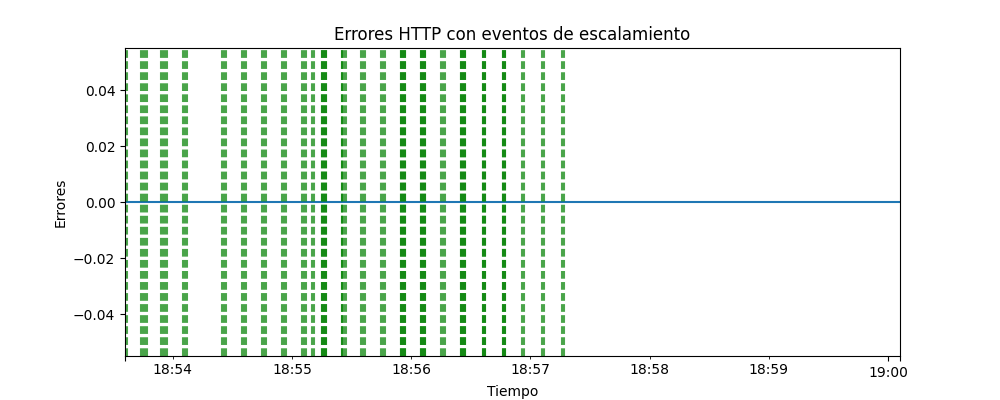 Errores HTTP con eventos de escalamiento
0.04
0.02
0.00
−0.02
−0.04
Errores
18:54 18:55 18:56 18:57 18:58 18:59 19:00
Tiempo